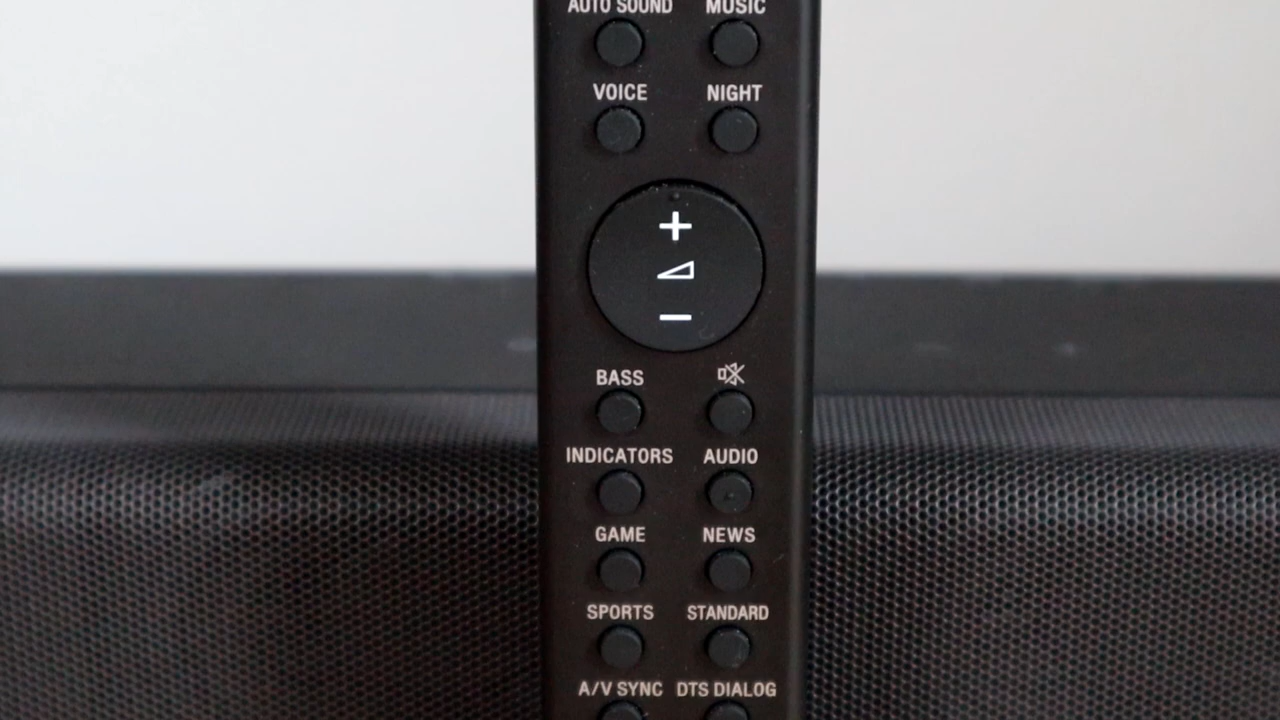 AUTO SOUND MUSIC
VOICE NIGHT
+
−
BASS
INDICATORS AUDIO
GAME NEWS
SPORTS STANDARD
A/V SYNC DTS DIALOG